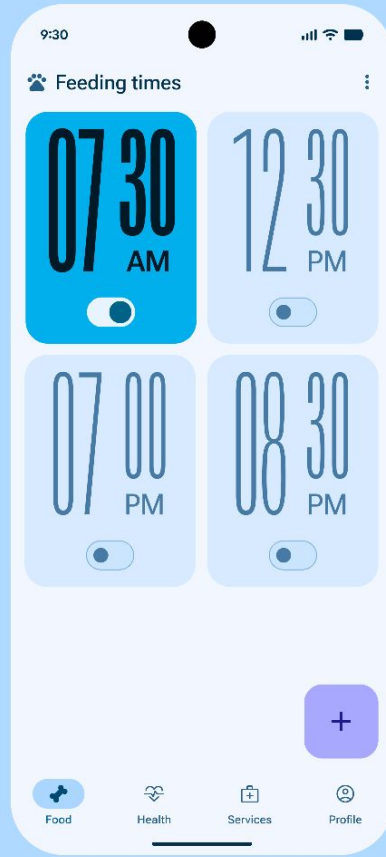 9:30
Feeding times
07 30 AM
12 30 PM
07 00 PM
08 30 PM
+
Food Health Services Profile